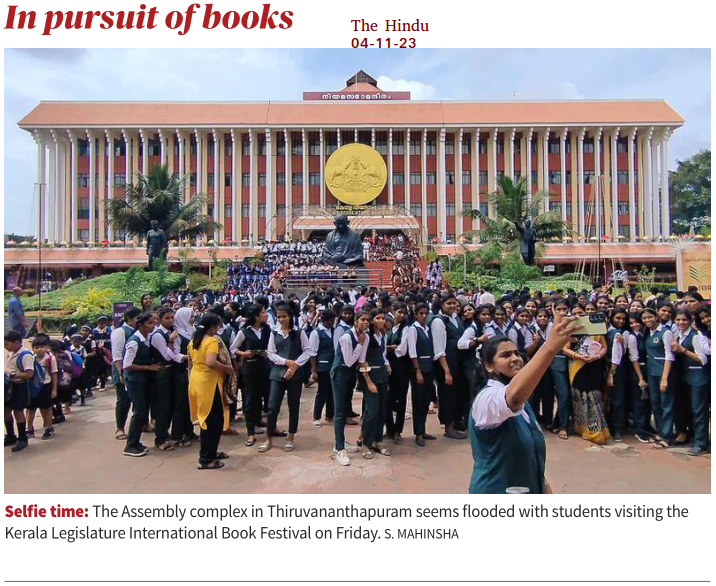 In pursuit of books
The Hindu
04-11-23
നിയമസഭാമന്ദിരം
Selfie time: The Assembly complex in Thiruvananthapuram seems flooded with students visiting the
Kerala Legislature International Book Festival on Friday. S. MAHINSHA